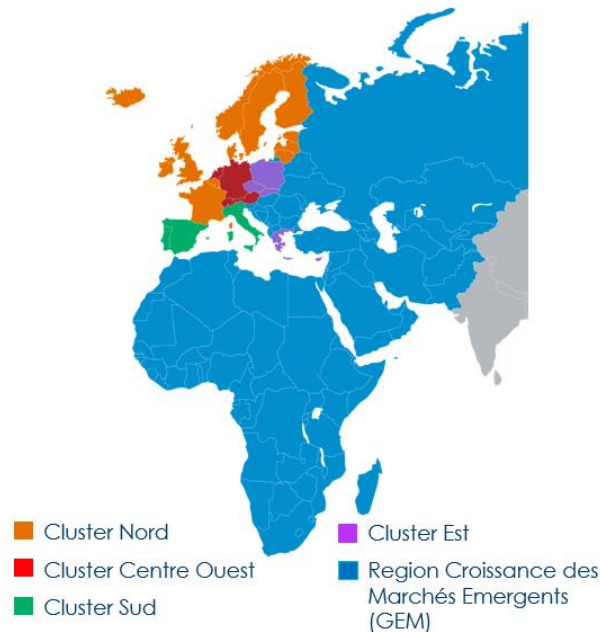 Cluster Nord
Cluster Centre Ouest
Cluster Sud
Cluster Est
Region Croissance des
Marchés Emergents
(GEM)